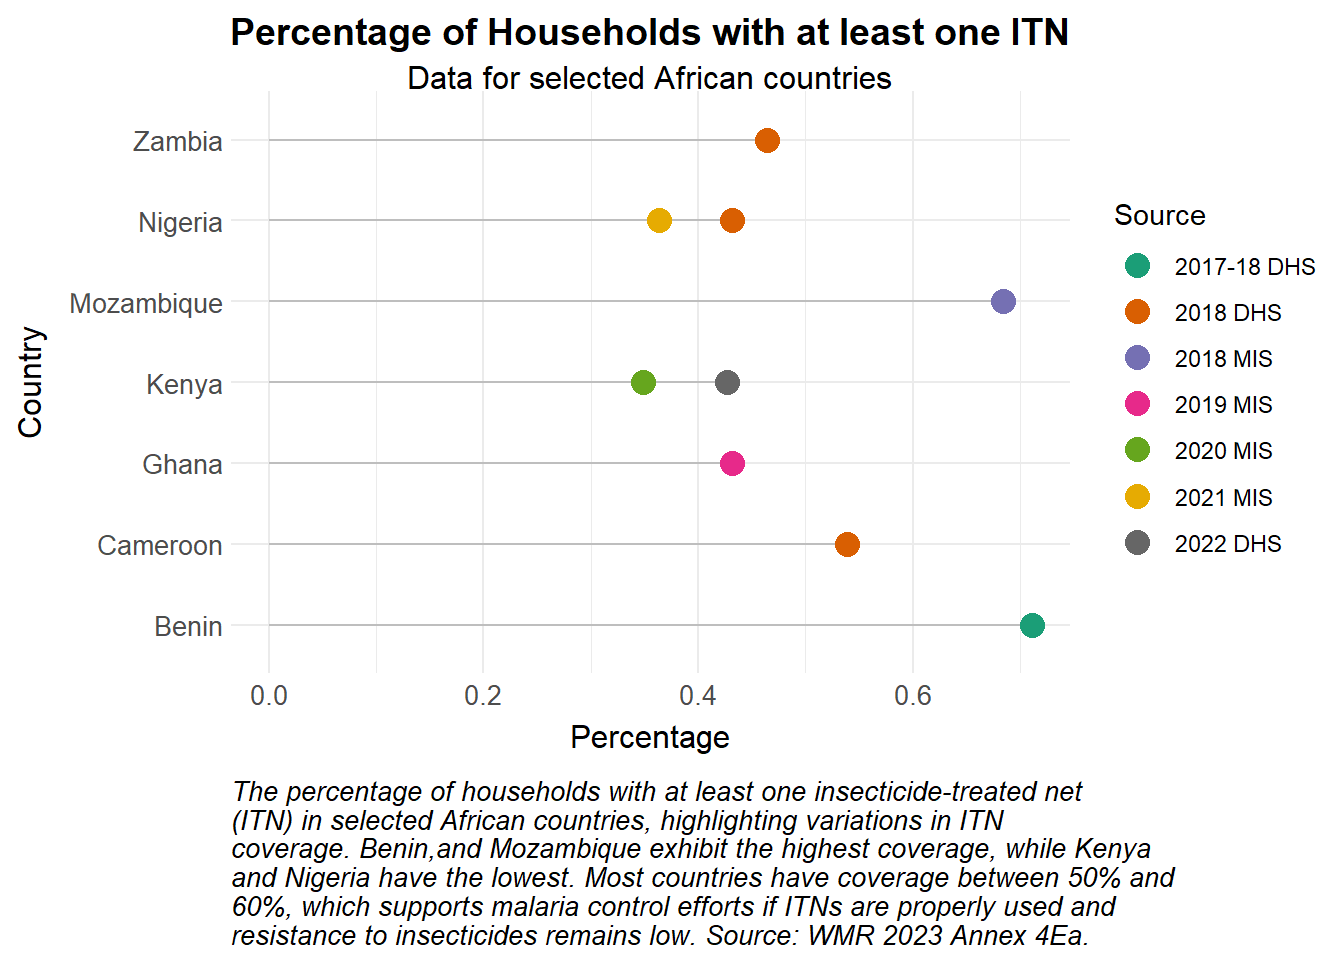 Percentage of Households with at least one ITN
Data for selected African countries
Country
Zambia
Nigeria
Mozambique
Kenya
Ghana
Cameroon
Benin
0.0 0.2 0.4 0.6
Percentage
Source
2017-18 DHS
2018 DHS
2018 MIS
2019 MIS
2020 MIS
2021 MIS
2022 DHS
The percentage of households with at least one insecticide-treated net
(ITN) in selected African countries, highlighting variations in ITN
coverage. Benin,and Mozambique exhibit the highest coverage, while Kenya
and Nigeria have the lowest. Most countries have coverage between 50% and
60%, which supports malaria control efforts if ITNs are properly used and
resistance to insecticides remains low. Source: WMR 2023 Annex 4Ea.